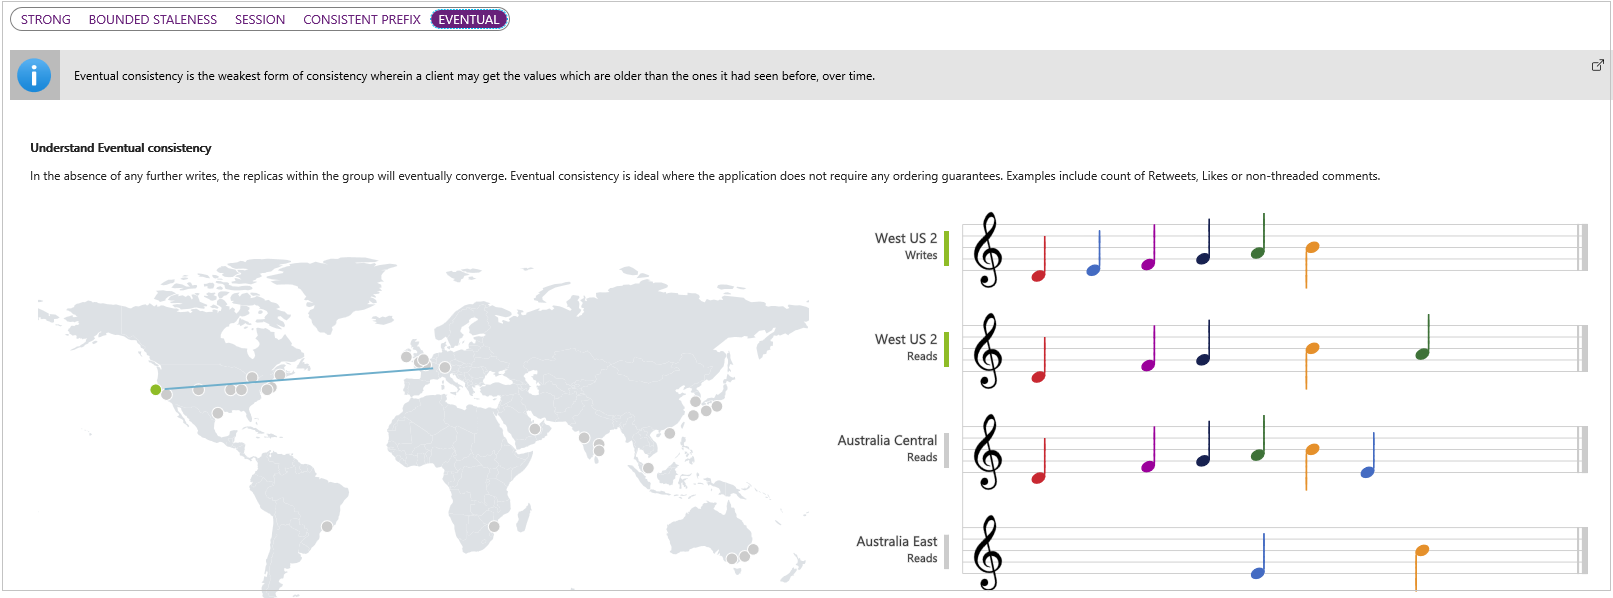 STRONG BOUNDED STALENESS SESSION CONSISTENT PREFIX EVENTUAL
Eventual consistency is the weakest form of consistency wherein a client may get the values which are older than the ones it had seen before, over time.
Understand Eventual consistency
In the absence of any further writes, the replicas within the group will eventually converge. Eventual consistency is ideal where the application does not require any ordering guarantees. Examples include count of Retweets, Likes or non-threaded comments.
West US 2
Writes
West US 2
Reads
Australia Central
Reads
Australia East
Reads